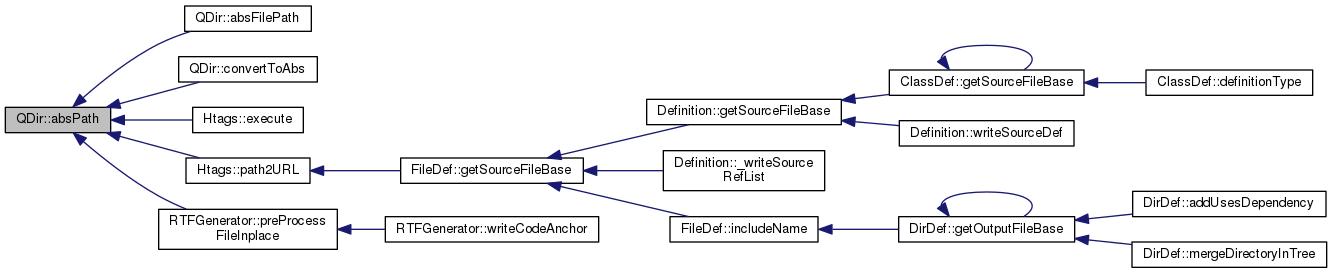 QDir::absFilePath
QDir::convertToAbs
QDir::absPath
Htags::execute
Htags::path2URL
RTFGenerator::preProcess
FileInplace
FileDef::getSourceFileBase
RTFGenerator::writeCodeAnchor
Definition::getSourceFileBase
Definition::_writeSource
RefList
FileDef::includeName
ClassDef::getSourceFileBase
Definition::writeSourceDef
DirDef::getOutputFileBase
ClassDef::definitionType
DirDef::addUsesDependency
DirDef::mergeDirectoryInTree